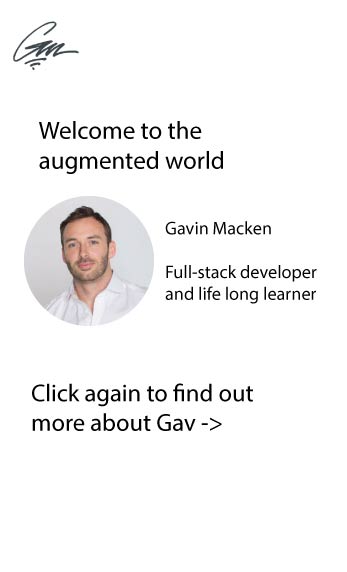 Welcome to the
augmented world
Gavin Macken
Full-stack developer
and life long learner
Click again to find out
more about Gav ->